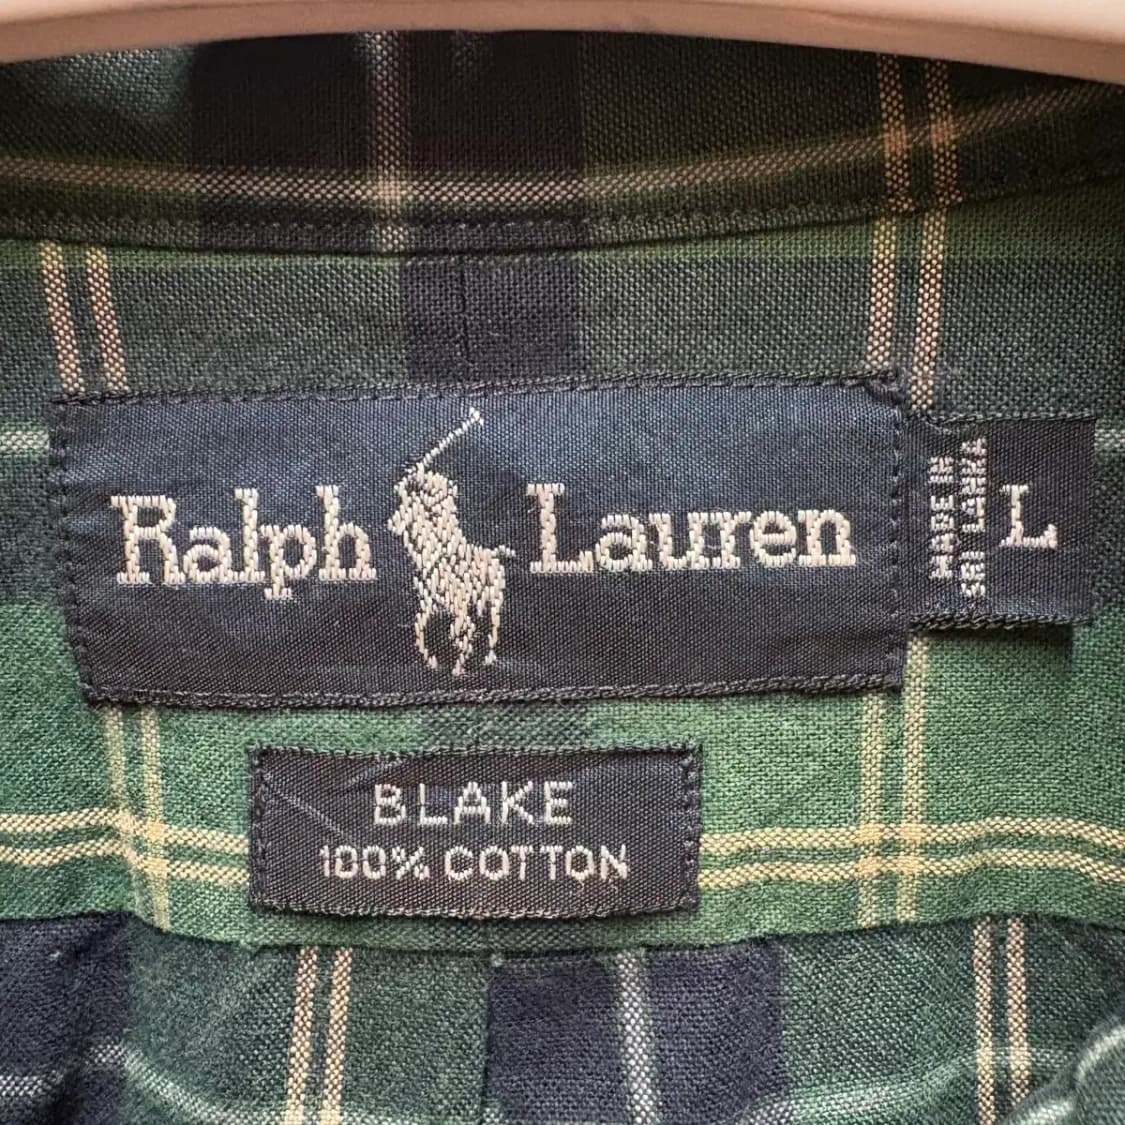 Ralph Lauren
MADE IN
SRI LANKA
L
BLAKE
100% COTTON